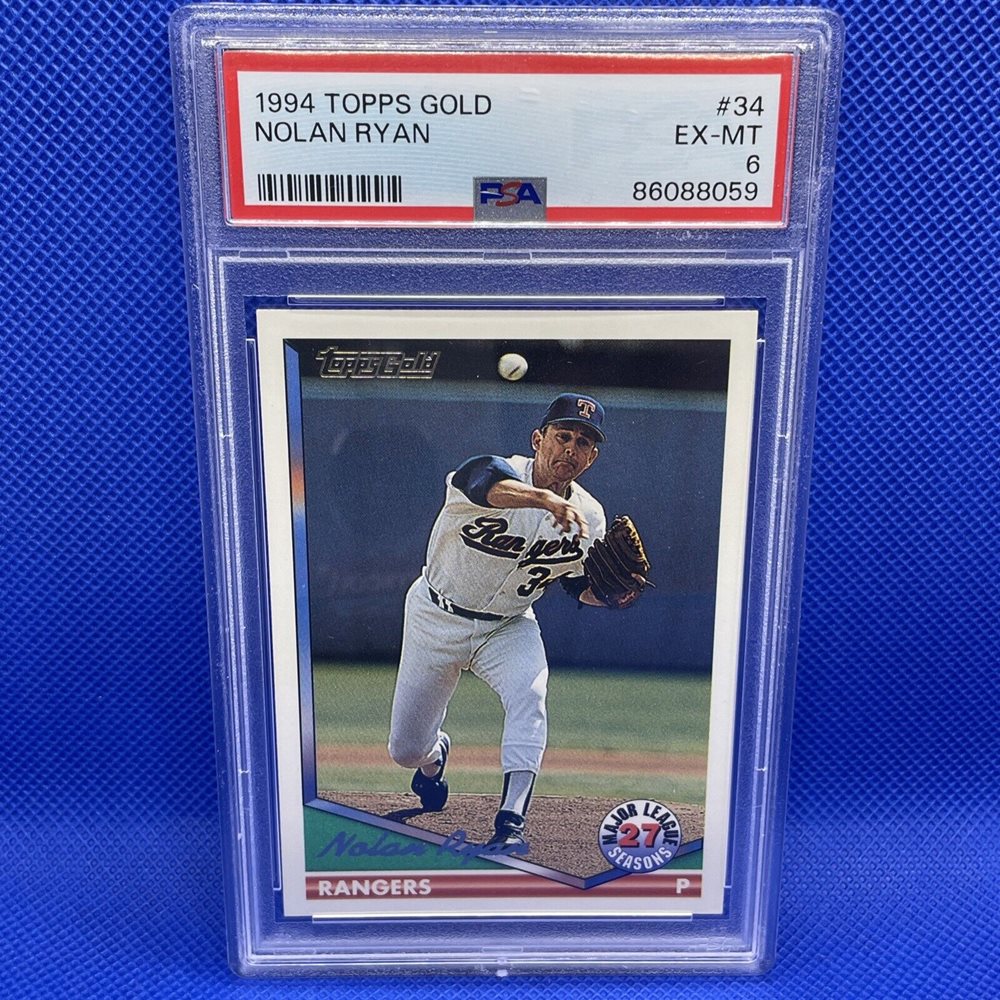 1994 TOPPS GOLD
#34
NOLAN RYAN
EX-MT
6
PSA
86088059
Topps Gold
T
Rangers
34
Nolan Ryan
MAJOR LEAGUE
27
SEASONS
RANGERS
P